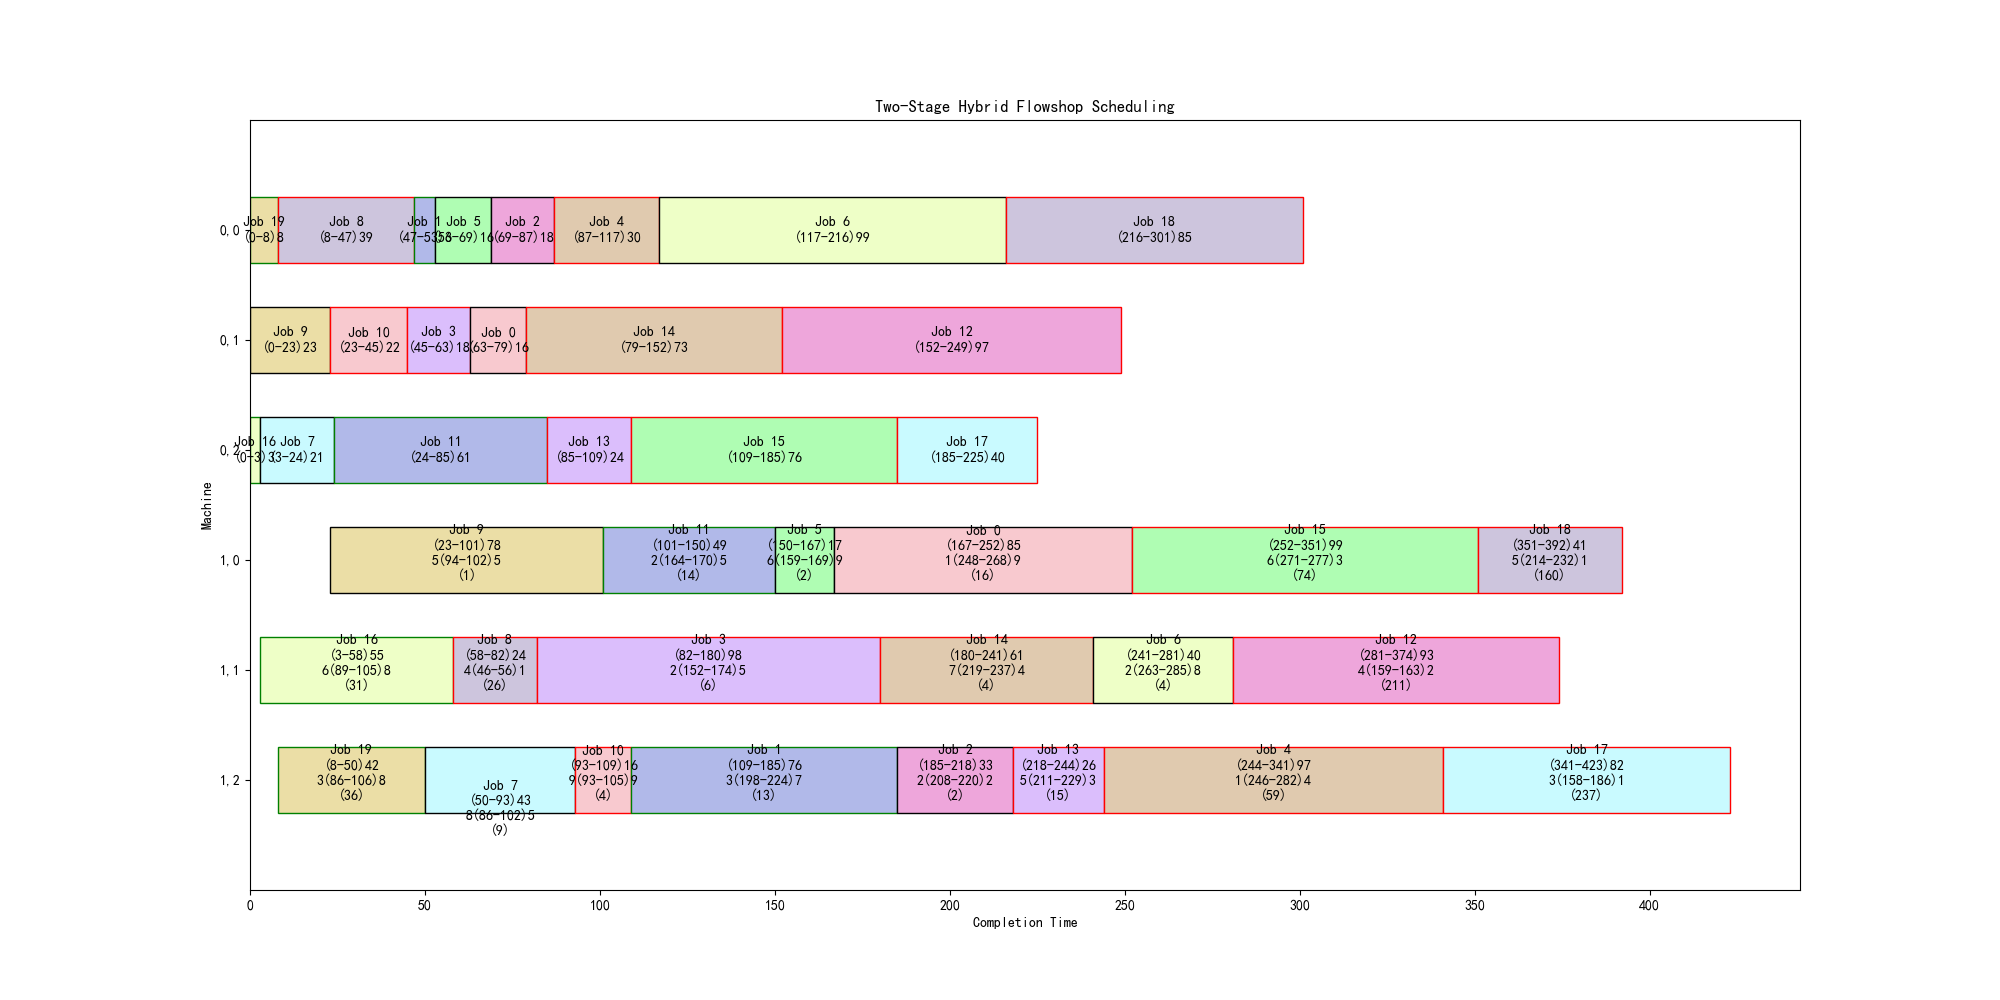 Two-Stage Hybrid Flowshop Scheduling
0,0
Job 19
(0-8)8
Job 8
(8-47)39
Job 1
(47-53)6
Job 5
(53-69)16
Job 2
(69-87)18
Job 4
(87-117)30
Job 6
(117-216)99
Job 18
(216-301)85
0,1
Job 9
(0-23)23
Job 10
(23-45)22
Job 3
(45-63)18
Job 0
(63-79)16
Job 14
(79-152)73
Job 12
(152-249)97
0,2
Job 16
(0-3)3
Job 7
(3-24)21
Job 11
(24-85)61
Job 13
(85-109)24
Job 15
(109-185)76
Job 17
(185-225)40
Machine
1,0
Job 9
(23-101)78
5(94-102)5
(1)
Job 11
(101-150)49
2(164-170)5
(14)
Job 5
(150-167)17
6(159-169)9
(2)
Job 0
(167-252)85
1(248-268)9
(16)
Job 15
(252-351)99
6(271-277)3
(74)
Job 18
(351-392)41
5(214-232)1
(160)
1,1
Job 16
(3-58)55
6(89-105)8
(31)
Job 8
(58-82)24
4(46-56)1
(26)
Job 3
(82-180)98
2(152-174)5
(6)
Job 14
(180-241)61
7(219-237)4
(4)
Job 6
(241-281)40
2(263-285)8
(4)
Job 12
(281-374)93
4(159-163)2
(211)
1,2
Job 19
(8-50)42
3(86-106)8
(36)
Job 7
(50-93)43
8(86-102)5
(9)
Job 10
(93-109)16
9(93-105)9
(4)
Job 1
(109-185)76
3(198-224)7
(13)
Job 2
(185-218)33
2(208-220)2
(2)
Job 13
(218-244)26
5(211-229)3
(15)
Job 4
(244-341)97
1(246-282)4
(59)
Job 17
(341-423)82
3(158-186)1
(237)
0 50 100 150 200 250 300 350 400
Completion Time